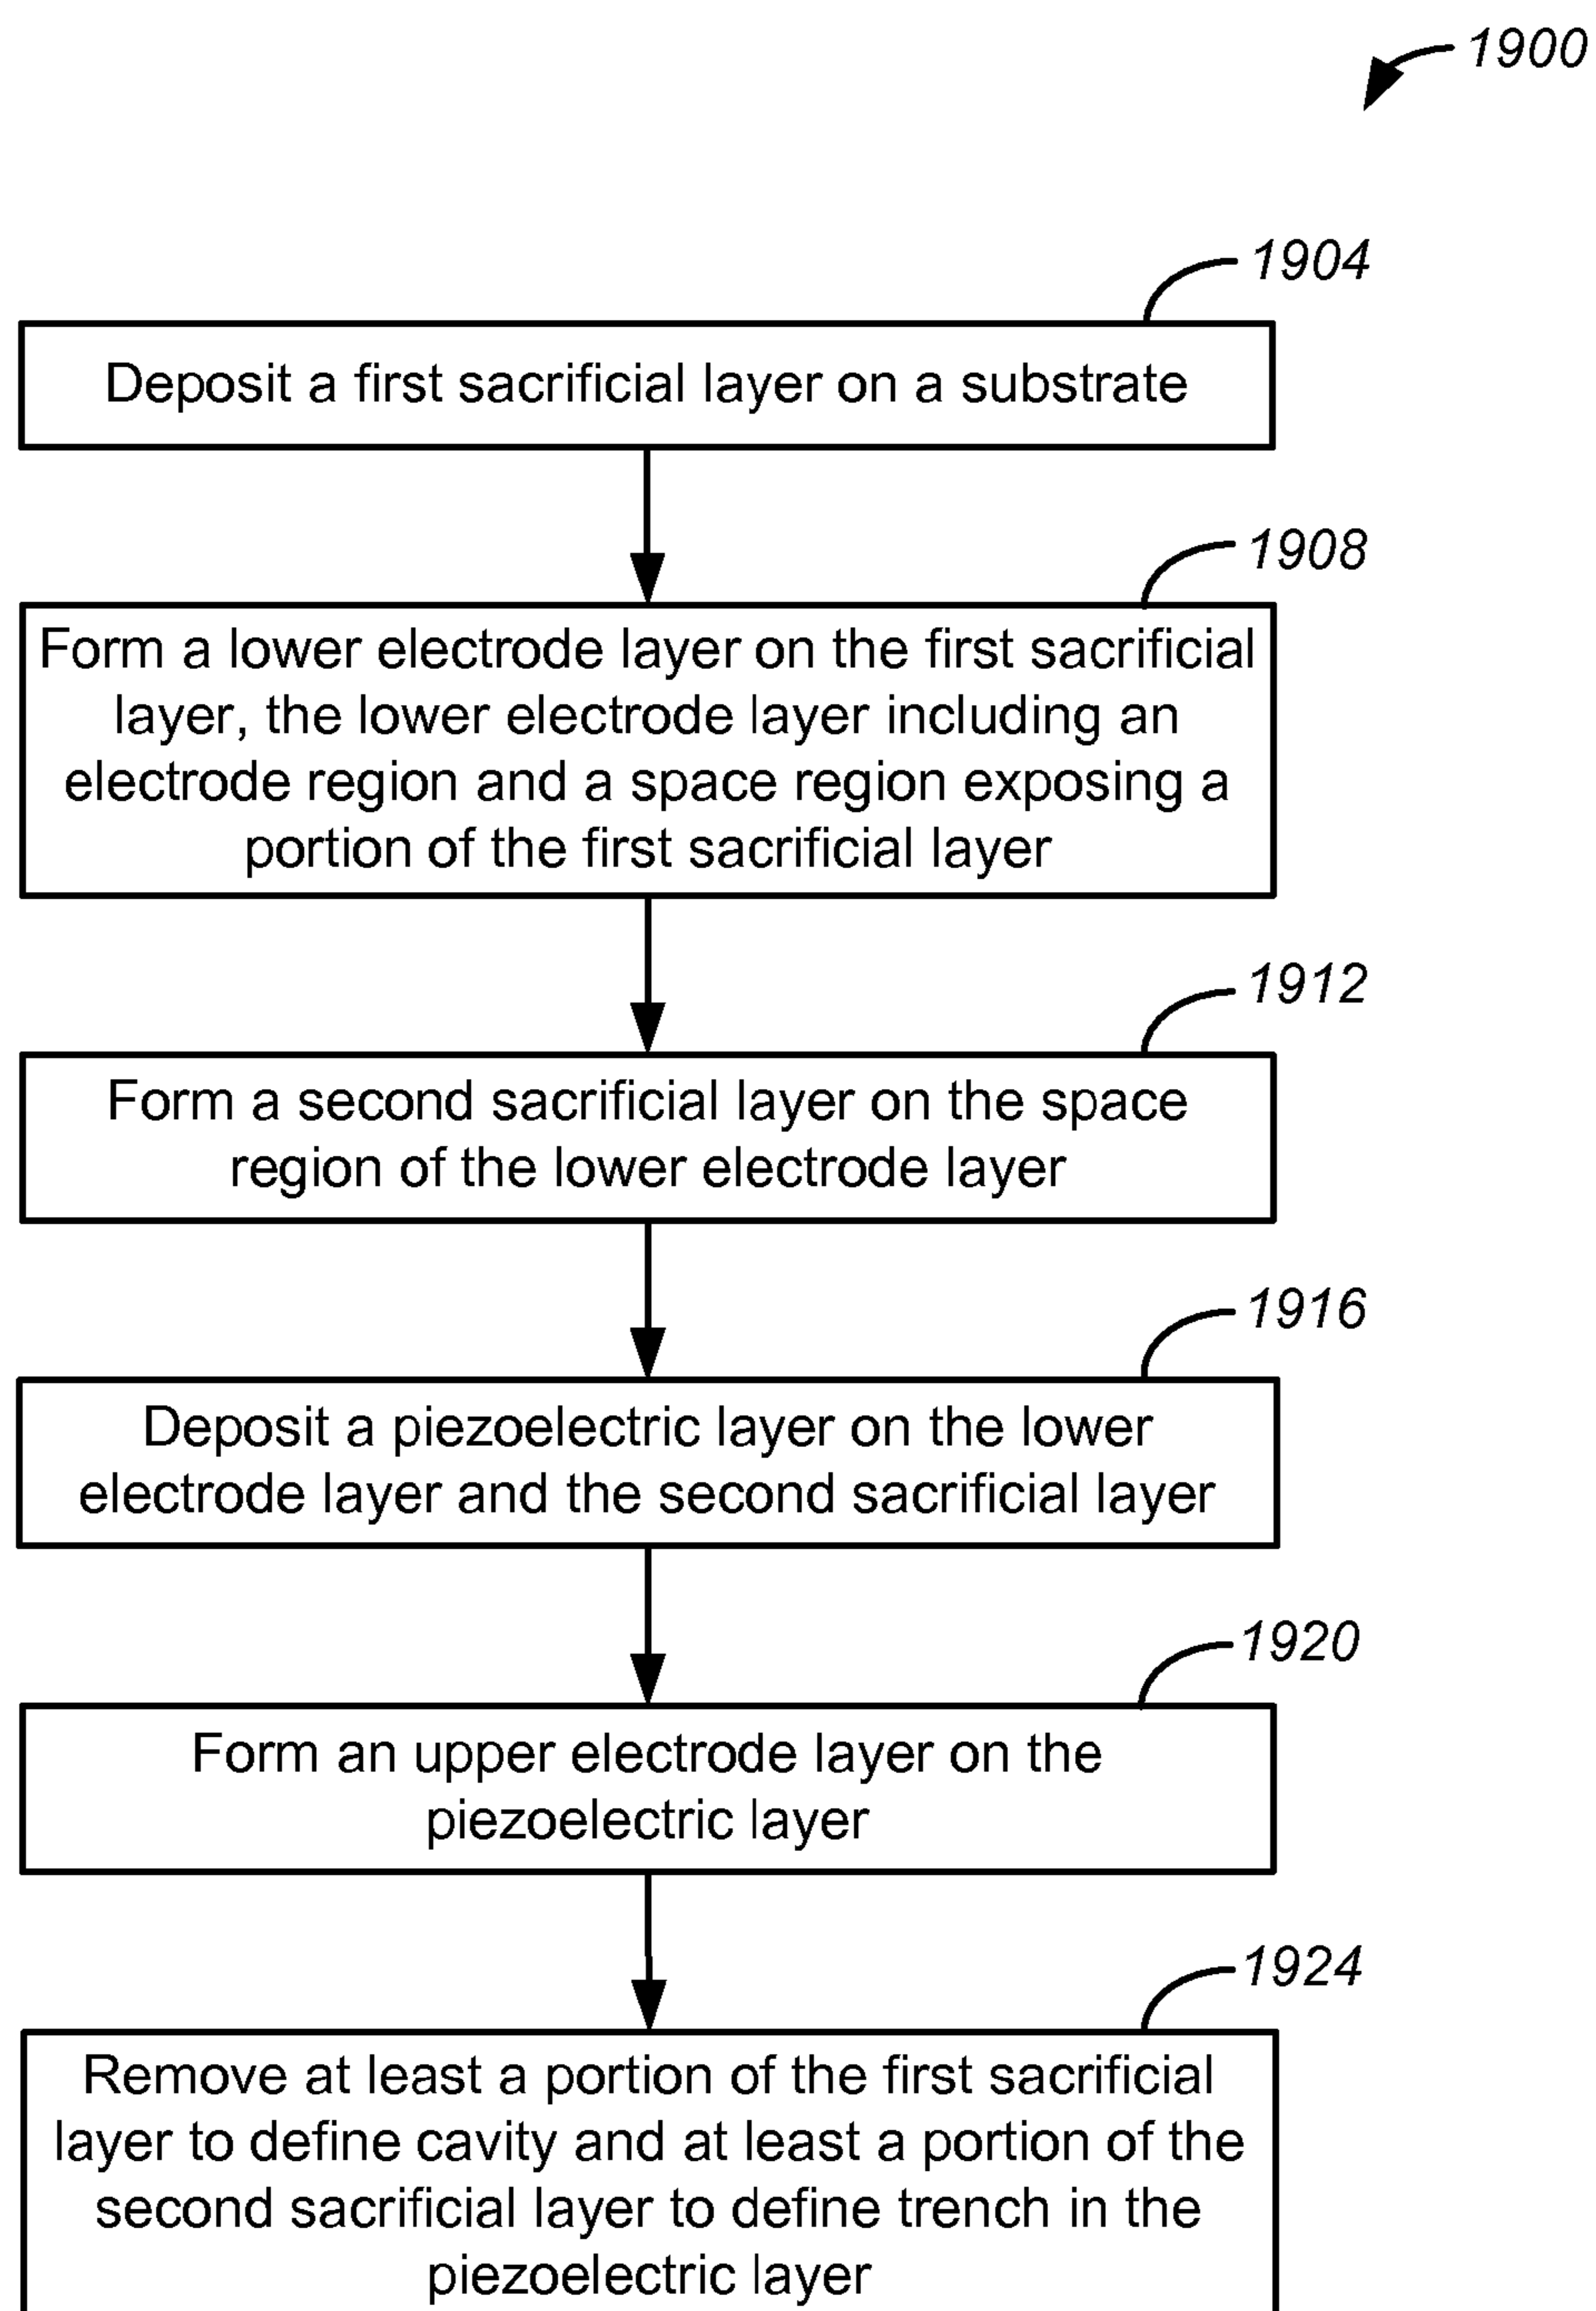 1900
1904
Deposit a first sacrificial layer on a substrate
1908
Form a lower electrode layer on the first sacrificial
layer, the lower electrode layer including an
electrode region and a space region exposing a
portion of the first sacrificial layer
1912
Form a second sacrificial layer on the space
region of the lower electrode layer
1916
Deposit a piezoelectric layer on the lower
electrode layer and the second sacrificial layer
1920
Form an upper electrode layer on the
piezoelectric layer
1924
Remove at least a portion of the first sacrificial
layer to define cavity and at least a portion of the
second sacrificial layer to define trench in the
piezoelectric layer